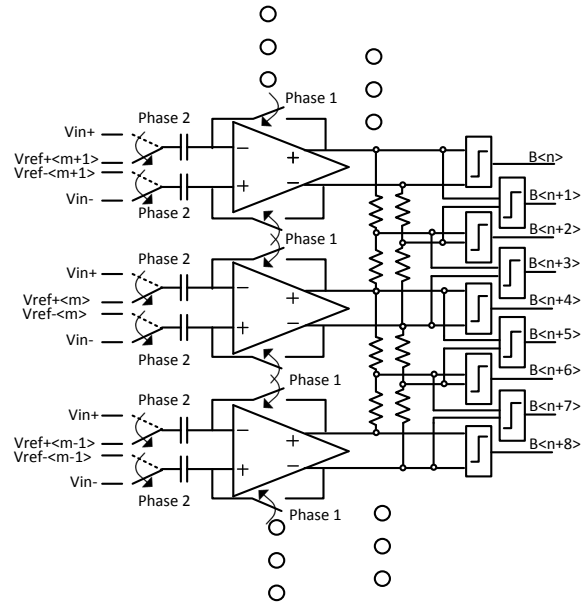 Phase 1
Phase 2
Vin+
Vref+<m+1>
Vref-<m+1>
Vin-
Phase 2
− + + −
B<n>
B<n+1>
B<n+2>
Phase 1
Vin+
Phase 2
Vref+<m>
Vref-<m>
Vin-
Phase 2
− + + −
B<n+3>
B<n+4>
B<n+5>
B<n+6>
Phase 1
Vin+
Phase 2
Vref+<m-1>
Vref-<m-1>
Vin-
Phase 2
− + + −
B<n+7>
B<n+8>
Phase 1